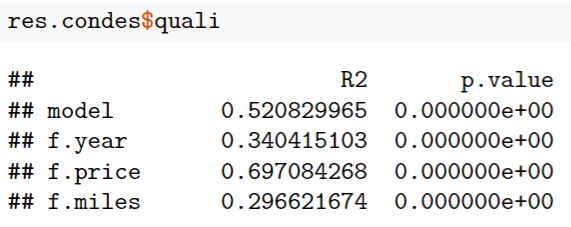 res.condes$quali
## R2 p.value
## model 0.520829965 0.000000e+00
## f.year 0.340415103 0.000000e+00
## f.price 0.697084268 0.000000e+00
## f.miles 0.296621674 0.000000e+00